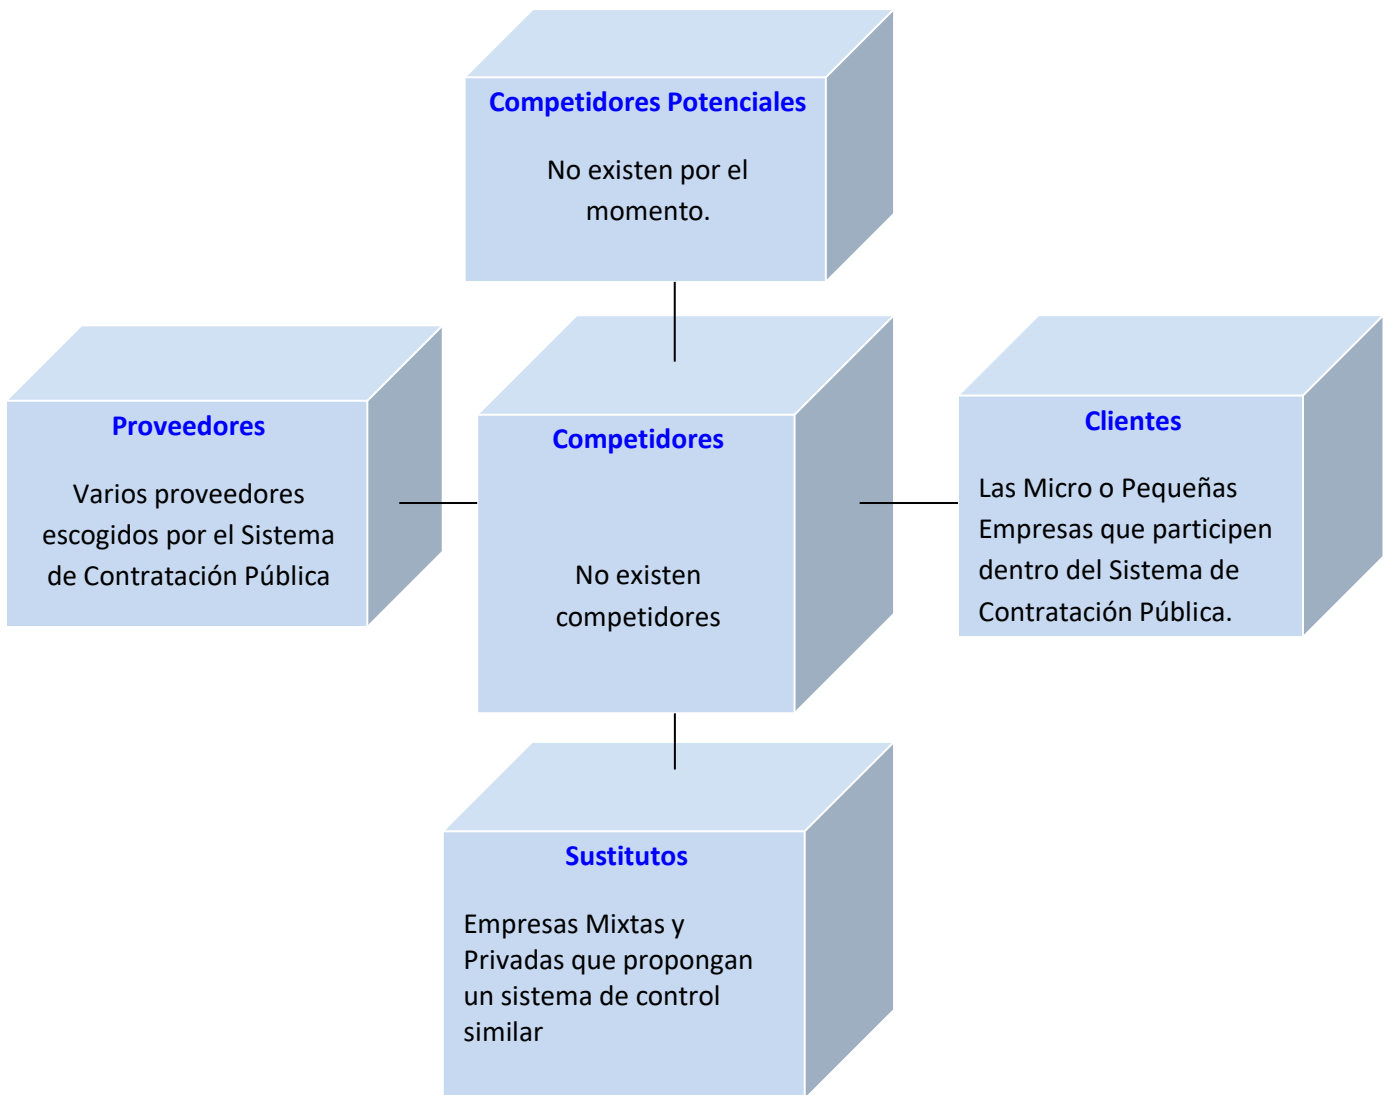 Competidores Potenciales
No existen por el
momento.
Proveedores
Varios proveedores
escogidos por el Sistema
de Contratación Pública
Competidores
No existen
competidores
Clientes
Las Micro o Pequeñas
Empresas que participen
dentro del Sistema de
Contratación Pública.
Sustitutos
Empresas Mixtas y
Privadas que propongan
un sistema de control
similar